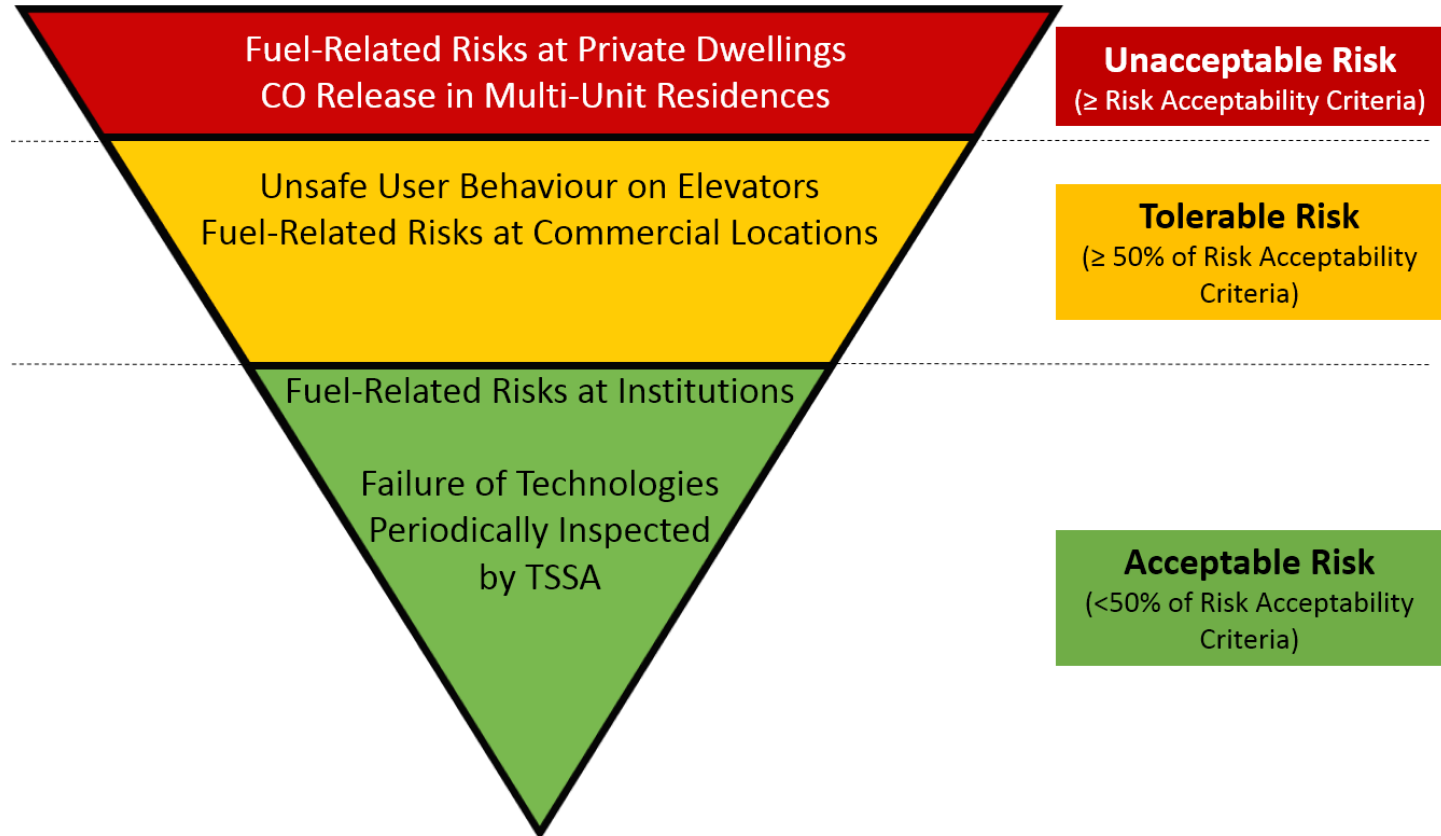 Fuel-Related Risks at Private Dwellings
CO Release in Multi-Unit Residences
Unacceptable Risk
(≥ Risk Acceptability Criteria)
Unsafe User Behaviour on Elevators
Fuel-Related Risks at Commercial Locations
Tolerable Risk
(≥ 50% of Risk Acceptability
Criteria)
Fuel-Related Risks at Institutions
Failure of Technologies
Periodically Inspected
by TSSA
Acceptable Risk
(<50% of Risk Acceptability
Criteria)